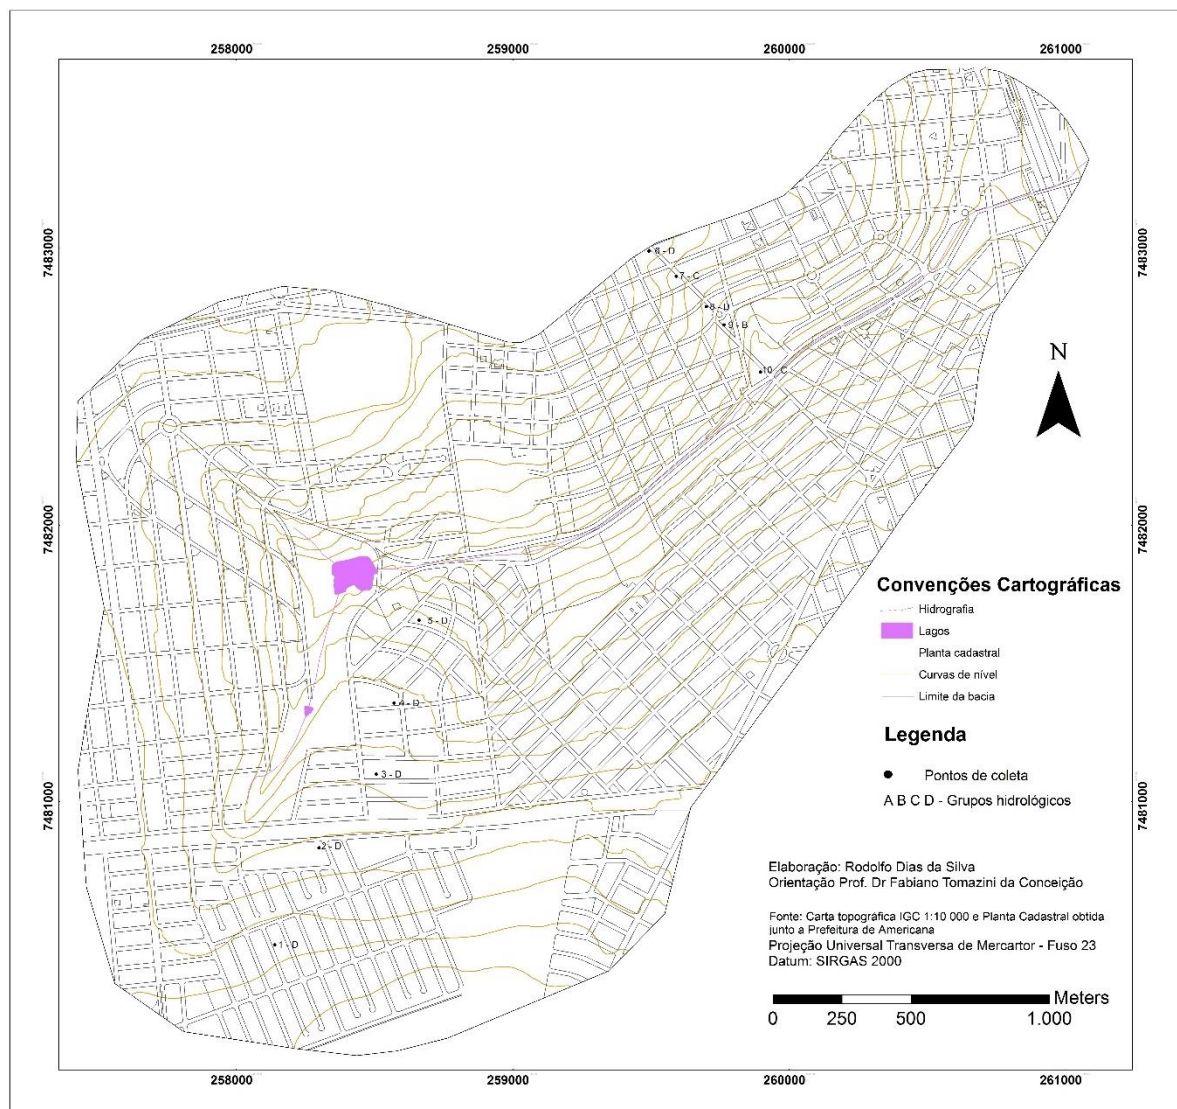 258000 259000 260000 261000
7483000 7483000
6 - D
7 - C
8 - D
9 - B
10 - C
N
7482000 7482000
Convenções Cartográficas
Hidrografia
Lagos
Planta cadastral
Curvas de nível
Limite da bacia
5 - D
4 - D
Legenda
Pontos de coleta
A B C D - Grupos hidrológicos
3 - D
7481000 7481000
2 - D
Elaboração: Rodolfo Dias da Silva
Orientação Prof. Dr Fabiano Tomazini da Conceição
Fonte: Carta topográfica IGC 1:10 000 e Planta Cadastral obtida
junto a Prefeitura de Americana
Projeção Universal Transversa de Mercartor - Fuso 23
Datum: SIRGAS 2000
1 - D
Meters
0 250 500 1.000
258000 259000 260000 261000